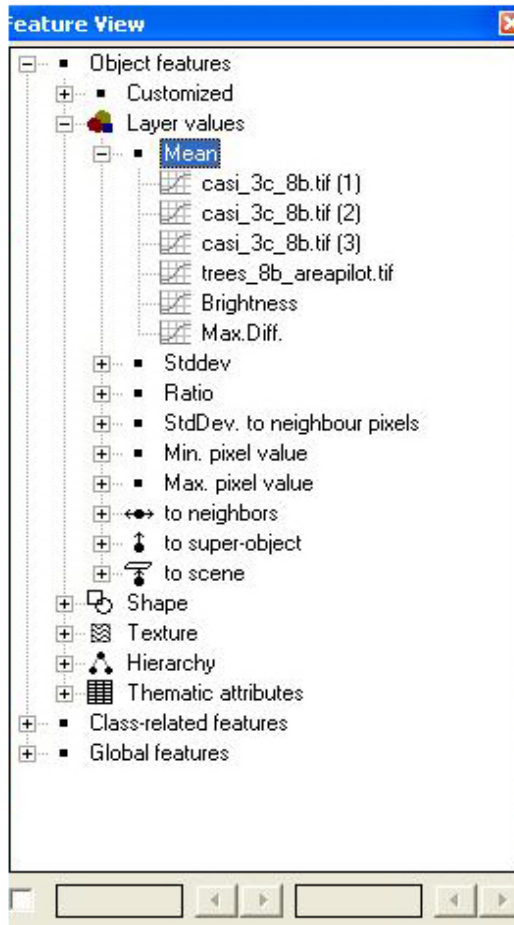 Feature View
Object features
Customized
Layer values
Mean
casi_3c_8b.tif (1)
casi_3c_8b.tif (2)
casi_3c_8b.tif (3)
trees_8b_areapilot.tif
Brightness
Max.Diff.
Stddev
Ratio
StdDev. to neighbour pixels
Min. pixel value
Max. pixel value
to neighbors
to super-object
to scene
Shape
Texture
Hierarchy
Thematic attributes
Class-related features
Global features